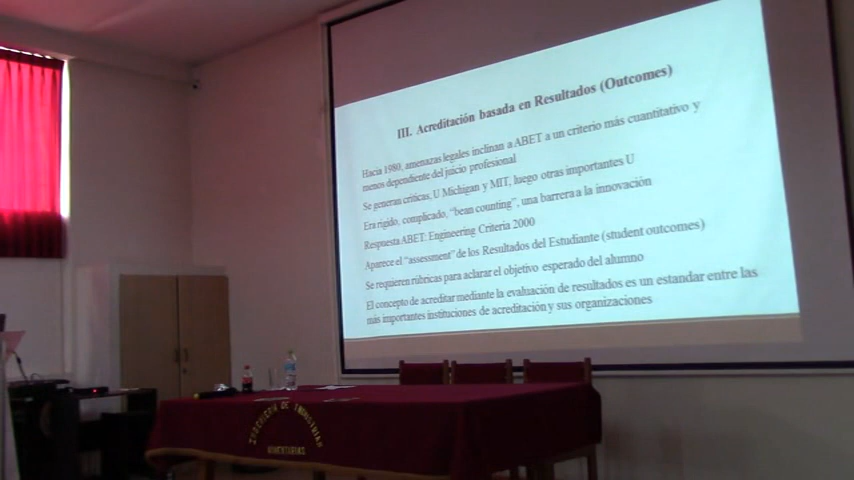 III. Acreditación basada en Resultados (Outcomes)
Hacia 1980, amenazas legales inclinan a ABET a un criterio más cuantitativo y
menos dependiente del juicio profesional
Se generan críticas, U Michigan y MIT, luego otras importantes U
Era rígido, complicado, "bean counting", una barrera a la innovación
Respuesta ABET: Engineering Criteria 2000
Aparece el "assessment" de los Resultados del Estudiante (student outcomes)
Se requieren rúbricas para aclarar el objetivo esperado del alumno
El concepto de acreditar mediante la evaluación de resultados es un estandar entre las
más importantes instituciones de acreditación y sus organizaciones
INGENIERIA DE INDUSTRIAS
ALIMENTARIAS